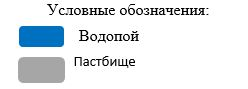 Условные обозначения:
Водопой
Пастбище